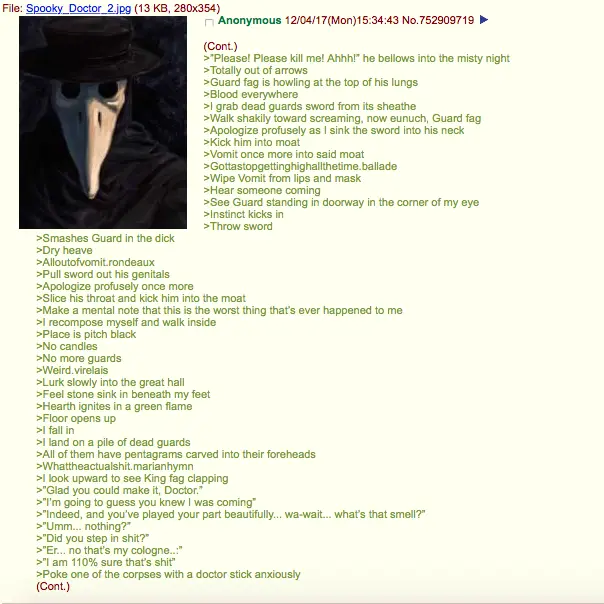 File: Spooky_Doctor_2.jpg (13 KB, 280x354)
Anonymous 12/04/17(Mon)15:34:43 No.752909719
(Cont.)
>"Please! Please kill me! Ahhh!" he bellows into the misty night
>Totally out of arrows
>Guard fag is howling at the top of his lungs
>Blood everywhere
>I grab dead guards sword from its sheathe
>Walk shakily toward screaming, now eunuch, Guard fag
>Apologize profusely as I sink the sword into his neck
>Kick him into moat
>Vomit once more into said moat
>Gottastopgettinghighallthetime.ballade
>Wipe Vomit from lips and mask
>Hear someone coming
>See Guard standing in doorway in the corner of my eye
>Instinct kicks in
>Throw sword
>Smashes Guard in the dick
>Dry heave
>Alloutofvomit.rondeaux
>Pull sword out his genitals
>Apologize profusely once more
>Slice his throat and kick him into the moat
>Make a mental note that this is the worst thing that's ever happened to me
>I recompose myself and walk inside
>Place is pitch black
>No candles
>No more guards
>Weird.virelais
>Lurk slowly into the great hall
>Feel stone sink in beneath my feet
>Hearth ignites in a green flame
>Floor opens up
>I fall in
>I land on a pile of dead guards
>All of them have pentagrams carved into their foreheads
>Whattheactualshit.marianhymn
>I look upward to see King fag clapping
>"Glad you could make it, Doctor."
>"I'm going to guess you knew I was coming"
>"Indeed, and you've played your part beautifully... wa-wait... what's that smell?"
>"Umm... nothing?"
>"Did you step in shit?"
>"Er... no that's my cologne..:"
>"I am 110% sure that's shit"
>Poke one of the corpses with a doctor stick anxiously
(Cont.)